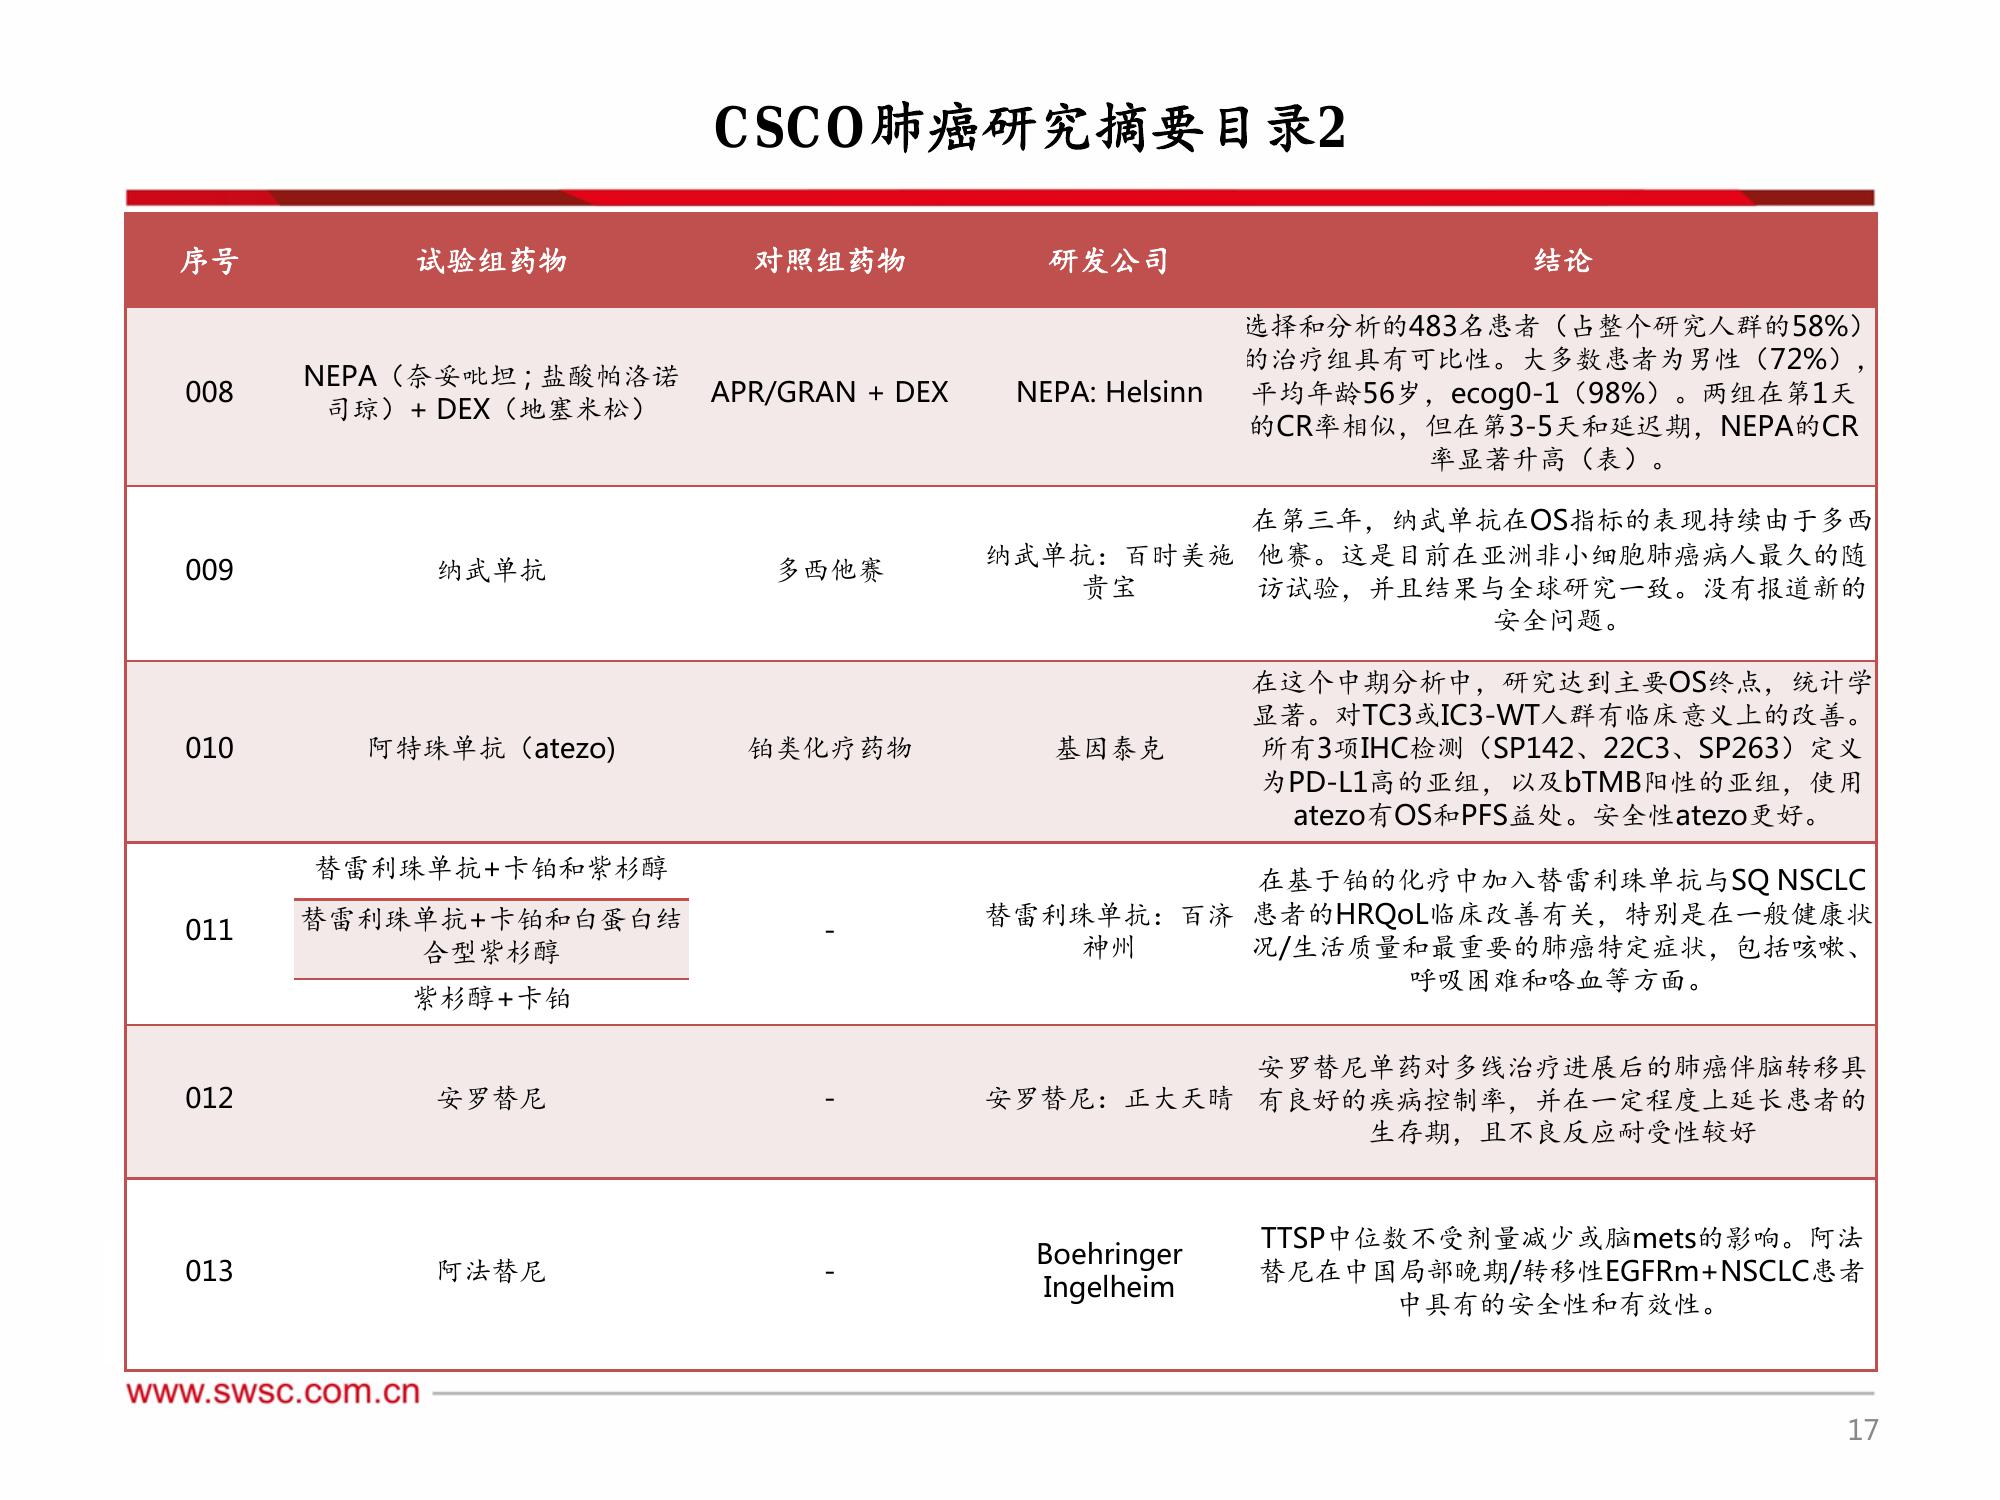 CSCO肺癌研究摘要目录2
序号
试验组药物
对照组药物
研发公司
结论
008
NEPA（奈妥吡坦；盐酸帕洛诺
司琼）+ DEX（地塞米松）
APR/GRAN + DEX
NEPA: Helsinn
选择和分析的483名患者（占整个研究人群的58%）
的治疗组具有可比性。大多数患者为男性（72%），
平均年龄56岁，ecog0-1（98%）。两组在第1天
的CR率相似，但在第3-5天和延迟期，NEPA的CR
率显著升高（表）。
009
纳武单抗
多西他赛
纳武单抗：百时美施
贵宝
在第三年，纳武单抗在OS指标的表现持续由于多西
他赛。这是目前在亚洲非小细胞肺癌病人最久的随
访试验，并且结果与全球研究一致。没有报道新的
安全问题。
010
阿特珠单抗（atezo)
铂类化疗药物
基因泰克
在这个中期分析中，研究达到主要OS终点，统计学
显著。对TC3或IC3-WT人群有临床意义上的改善。
所有3项IHC检测（SP142、22C3、SP263）定义
为PD-L1高的亚组，以及bTMB阳性的亚组，使用
atezo有OS和PFS益处。安全性atezo更好。
011
替雷利珠单抗+卡铂和紫杉醇
替雷利珠单抗+卡铂和白蛋白结
合型紫杉醇
紫杉醇+卡铂
-
替雷利珠单抗：百济
神州
在基于铂的化疗中加入替雷利珠单抗与SQ NSCLC
患者的HRQoL临床改善有关，特别是在一般健康状
况/生活质量和最重要的肺癌特定症状，包括咳嗽、
呼吸困难和咯血等方面。
012
安罗替尼
-
安罗替尼：正大天晴
安罗替尼单药对多线治疗进展后的肺癌伴脑转移具
有良好的疾病控制率，并在一定程度上延长患者的
生存期，且不良反应耐受性较好
013
阿法替尼
-
Boehringer
Ingelheim
TTSP中位数不受剂量减少或脑mets的影响。阿法
替尼在中国局部晚期/转移性EGFRm+NSCLC患者
中具有的安全性和有效性。
www.swsc.com.cn
17